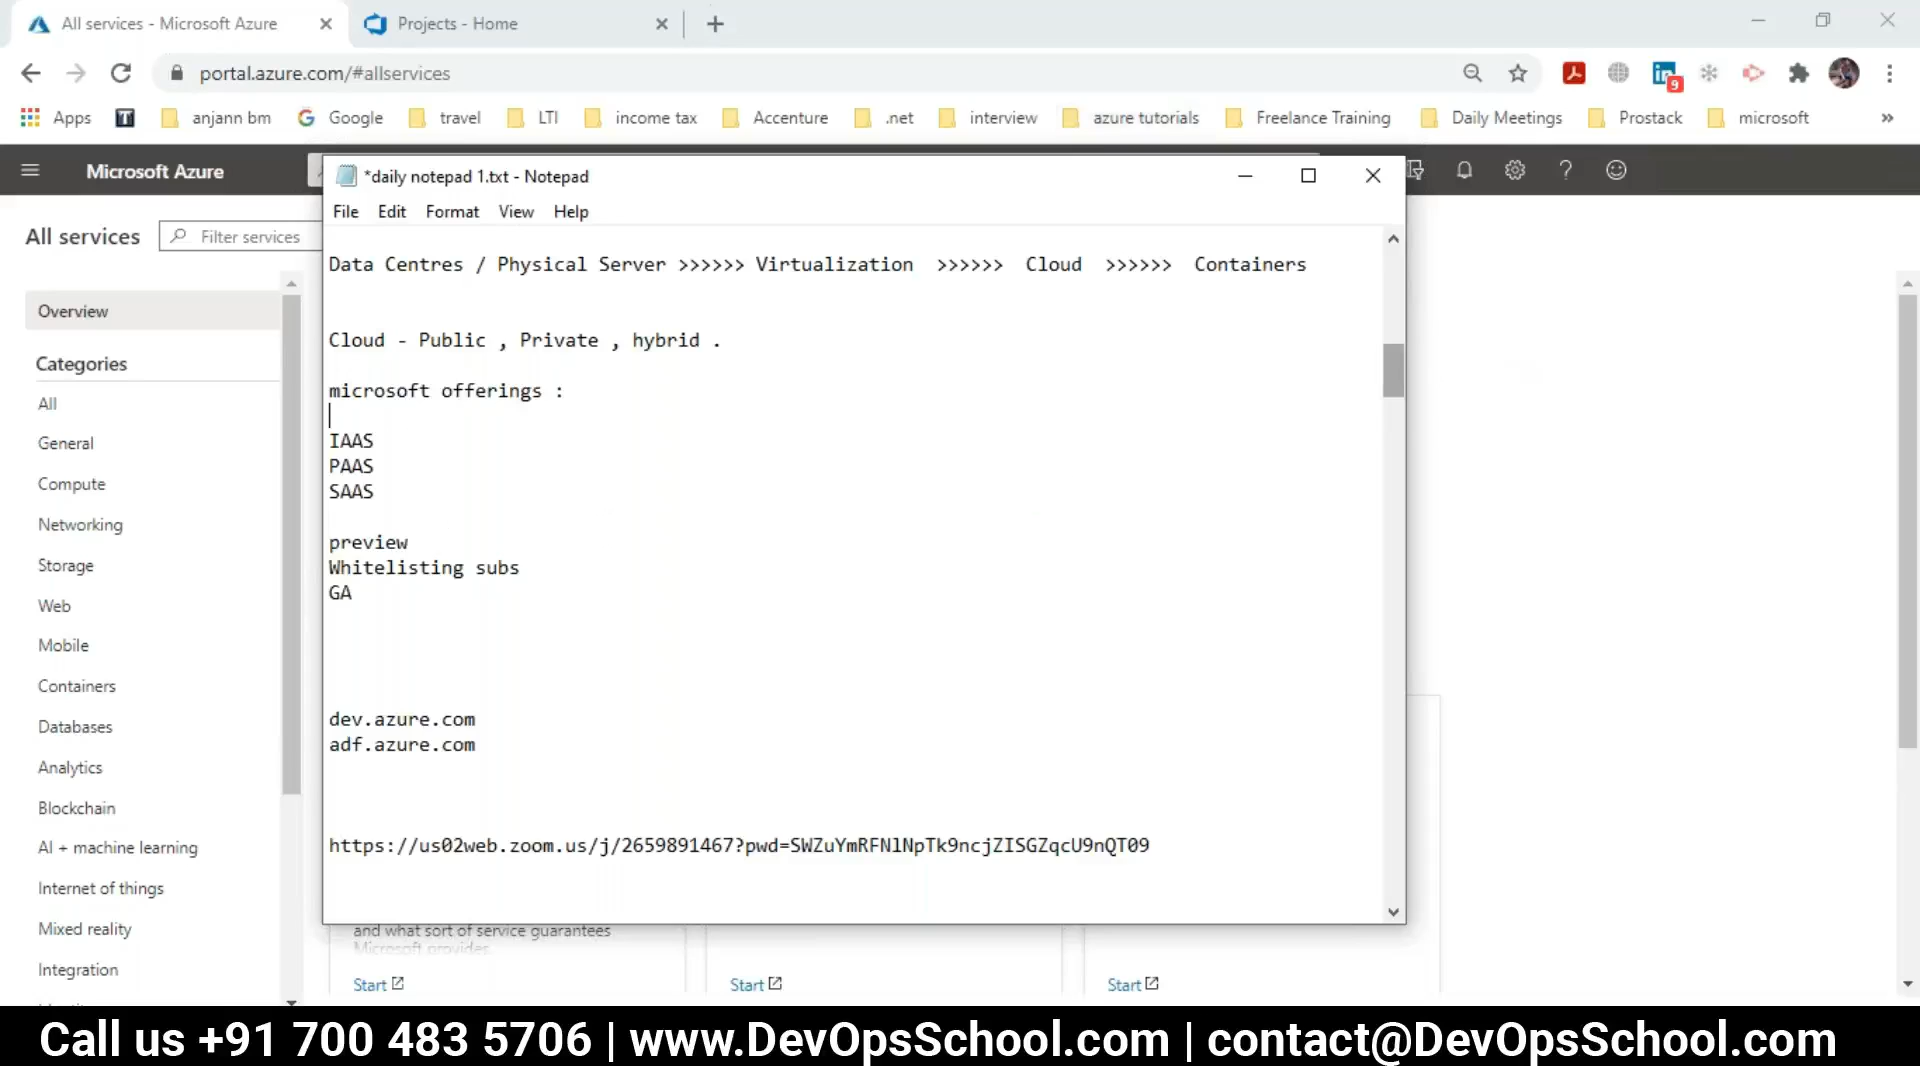 All services - Microsoft Azure
Projects - Home
portal.azure.com/#allservices
9
Apps
anjann bm
Google
travel
LTI
income tax
Accenture
.net
interview
azure tutorials
Freelance Training
Daily Meetings
Prostack
microsoft
»
Microsoft Azure
*daily notepad 1.txt - Notepad
File Edit Format View Help
All services
Filter services
Overview
Categories
All
General
Compute
Networking
Storage
Web
Mobile
Containers
Databases
Analytics
Blockchain
AI + machine learning
Internet of things
Mixed reality
Integration
Data Centres / Physical Server >>>>>> Virtualization >>>>>> Cloud >>>>>> Containers
Cloud - Public , Private , hybrid .
microsoft offerings :
IAAS
PAAS
SAAS
preview
Whitelisting subs
GA
dev.azure.com
adf.azure.com
https://us02web.zoom.us/j/2659891467?pwd=SWZuYmRFNlNpTk9ncjZISGZqcU9nQT09
and what sort of service guarantees
Microsoft provides.
Start
Start
Start
Call us +91 700 483 5706 | www.DevOpsSchool.com | contact@DevOpsSchool.com